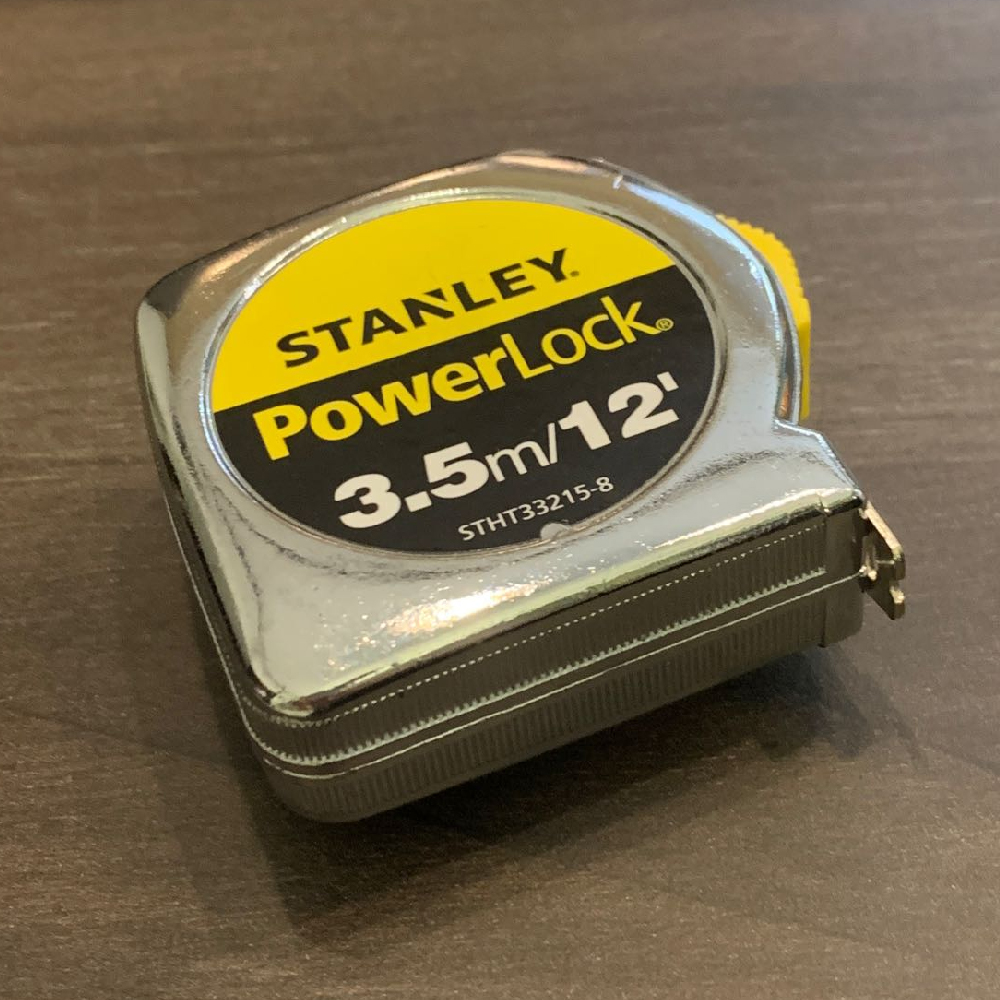 STANLEY.
PowerLock®
3.5m/12'
STHT33215-8